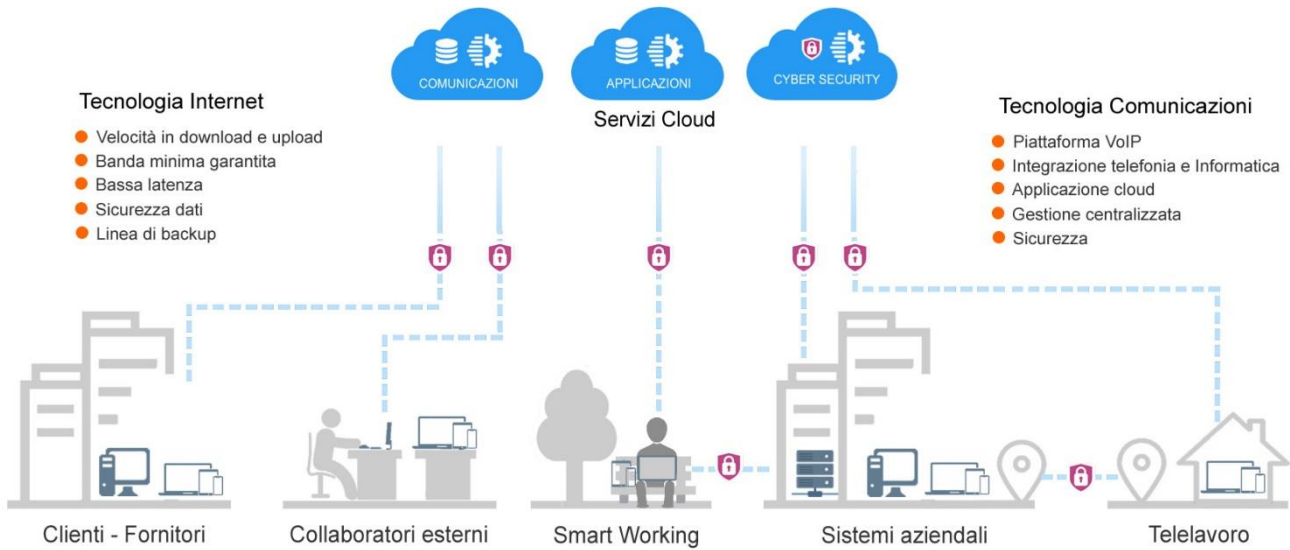 COMUNICAZIONI
APPLICAZIONI
CYBER SECURITY
Servizi Cloud
Tecnologia Internet
Velocità in download e upload
Banda minima garantita
Bassa latenza
Sicurezza dati
Linea di backup
Tecnologia Comunicazioni
Piattaforma VoIP
Integrazione telefonia e Informatica
Applicazione cloud
Gestione centralizzata
Sicurezza
Clienti - Fornitori
Collaboratori esterni
Smart Working
Sistemi aziendali
Telelavoro